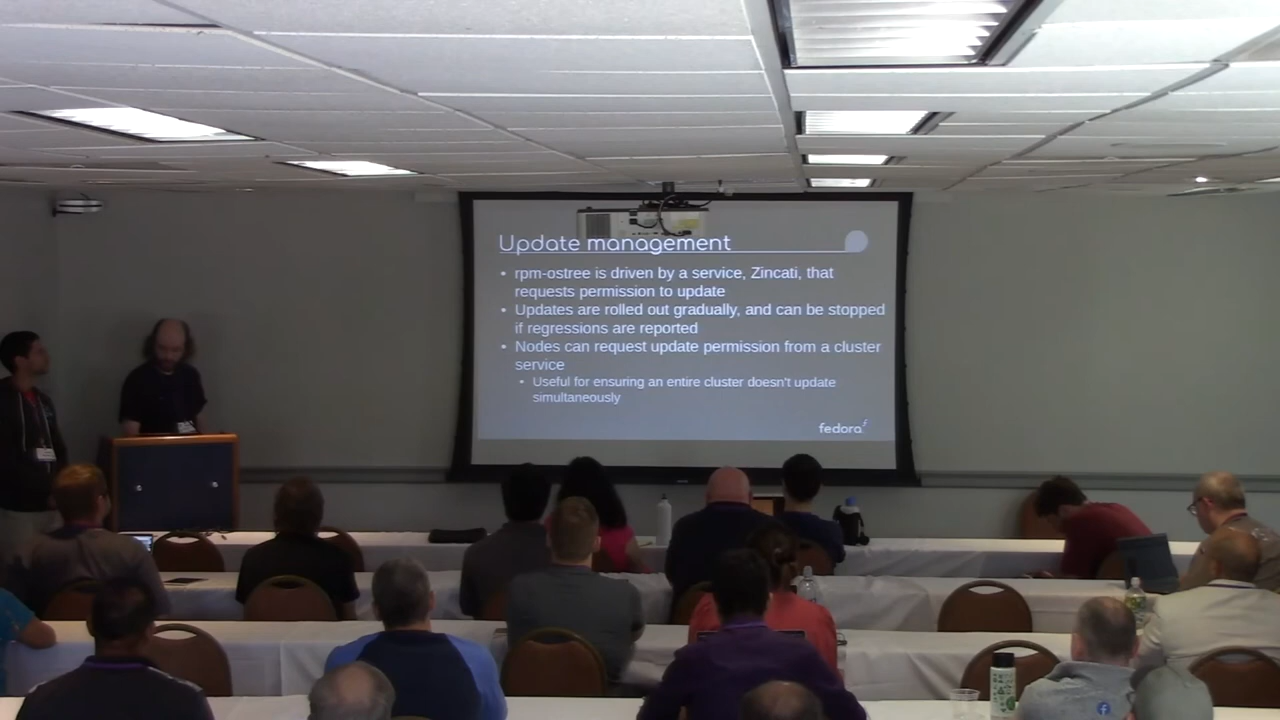 Update management
• rpm-ostree is driven by a service, Zincati, that
requests permission to update
• Updates are rolled out gradually, and can be stopped
if regressions are reported
• Nodes can request update permission from a cluster
service
• Useful for ensuring an entire cluster doesn't update
simultaneously
fedora